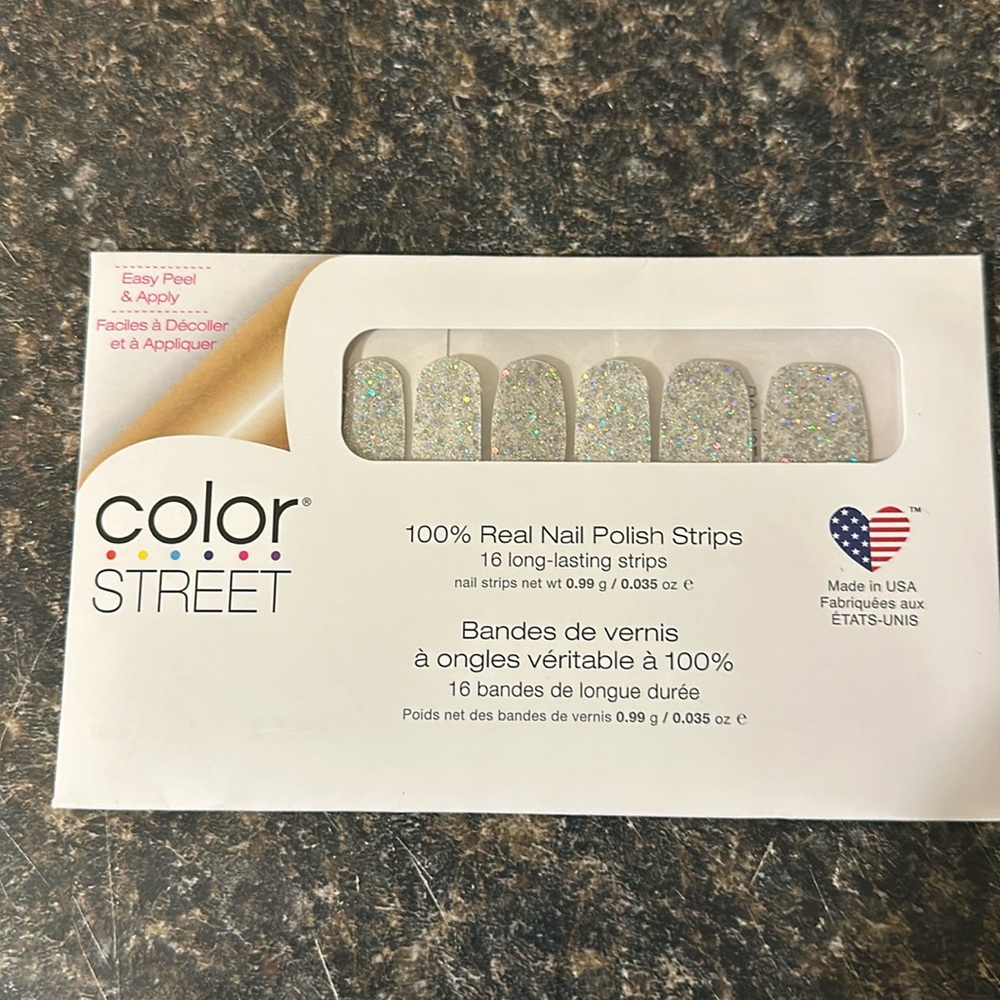 Easy Peel
& Apply
Faciles à Décoller
et à Appliquer
color®
STREET
100% Real Nail Polish Strips
16 long-lasting strips
nail strips net wt 0.99 g / 0.035 oz ℮
Bandes de vernis
à ongles véritable à 100%
16 bandes de longue durée
Poids net des bandes de vernis 0.99 g / 0.035 oz ℮
™
Made in USA
Fabriquées aux
ÉTATS-UNIS